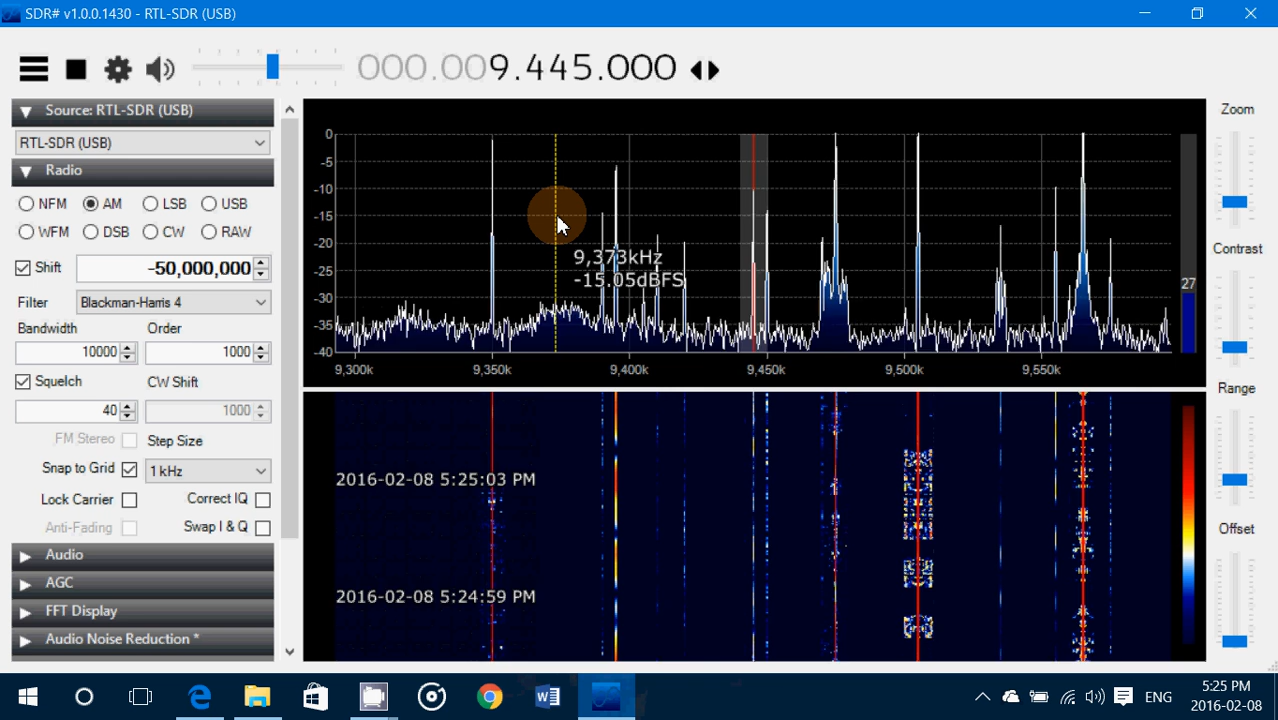 SDR# v1.0.0.1430 - RTL-SDR (USB)
000.009.445.000
Source: RTL-SDR (USB)
RTL-SDR (USB)
Radio
NFM AM LSB USB
WFM DSB CW RAW
Shift -50,000,000
Filter Blackman-Harris 4
Bandwidth Order
10000 1000
Squelch CW Shift
40 1000
FM Stereo Step Size
Snap to Grid 1 kHz
Lock Carrier Correct IQ
Anti-Fading Swap I & Q
Audio
AGC
FFT Display
Audio Noise Reduction *
0
-5
-10
-15
-20
-25
-30
-35
-40
9,373kHz
-15.05dBFS
27
9,300k 9,350k 9,400k 9,450k 9,500k 9,550k
2016-02-08 5:25:03 PM
2016-02-08 5:24:59 PM
Zoom
Contrast
Range
Offset
ENG
5:25 PM
2016-02-08